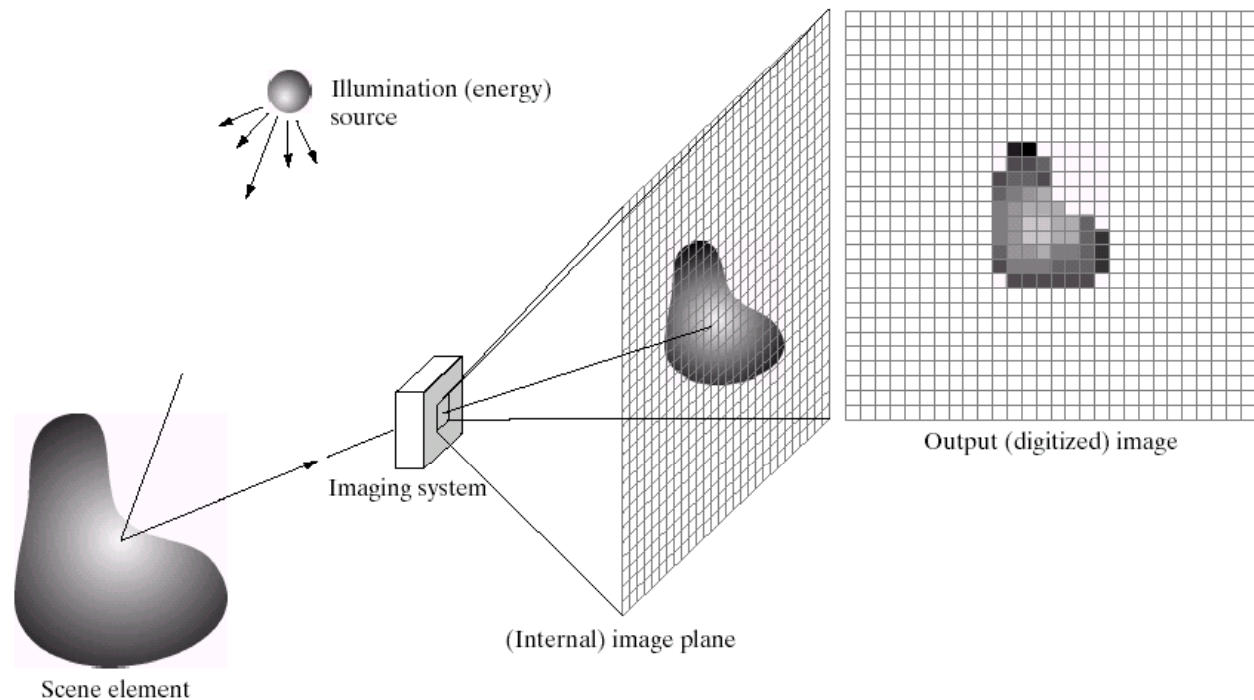 Illumination (energy)
source
Output (digitized) image
Imaging system
(Internal) image plane
Scene element